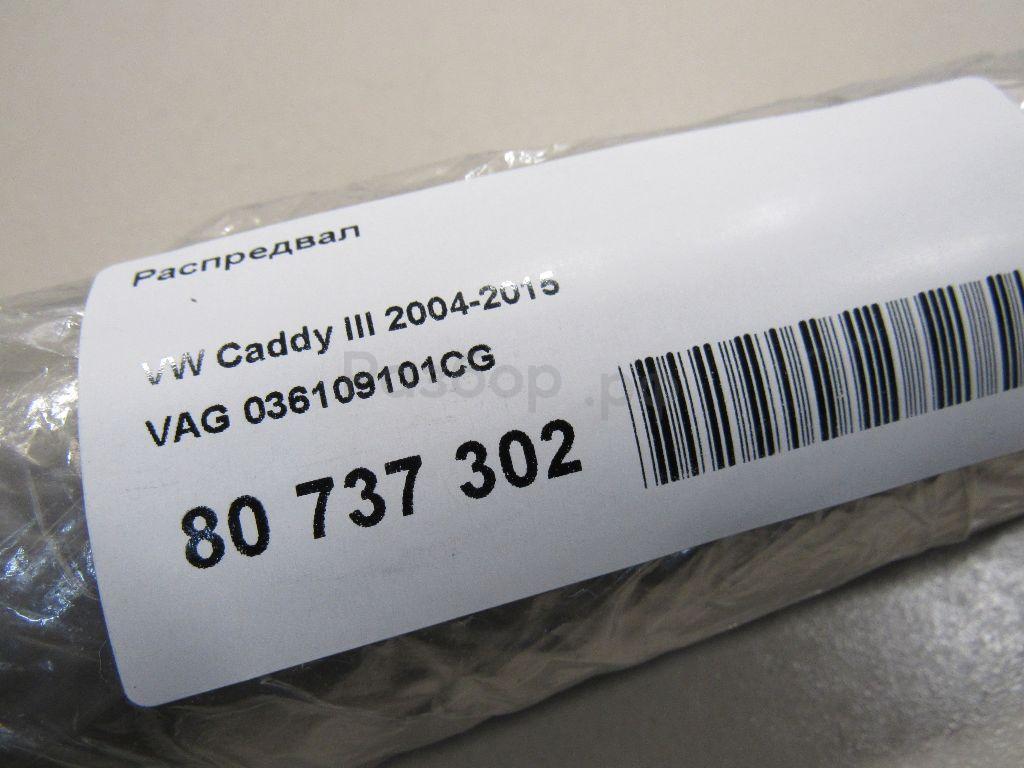 Распредвал
VW Caddy III 2004-2015
VAG 036109101CG
80 737 302